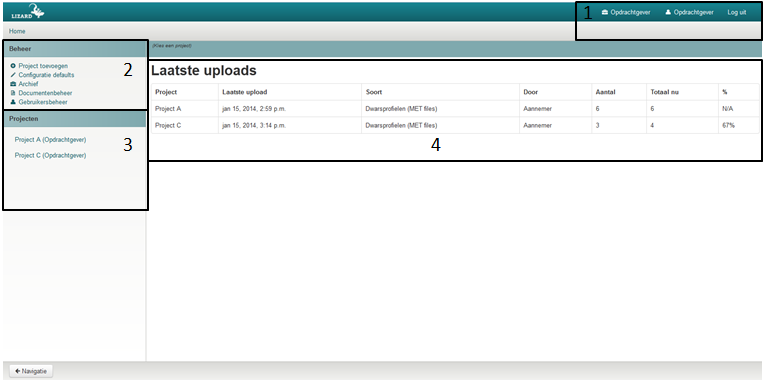 LIZARD
1 Opdrachtgever Opdrachtgever Log uit
Home
Beheer
(Kies een project)
Project toevoegen
Configuratie defaults
Archief
Documentenbeheer
Gebruikersbeheer
2
Projecten
Project A (Opdrachtgever)
Project C (Opdrachtgever)
3
Laatste uploads
Project Laatste upload Soort Door Aantal Totaal nu %
Project A jan 15, 2014, 2:59 p.m. Dwarsprofielen (MET files) Aannemer 6 6 N/A
Project C jan 15, 2014, 3:14 p.m. Dwarsprofielen (MET files) Aannemer 3 4 67%
4
Navigatie